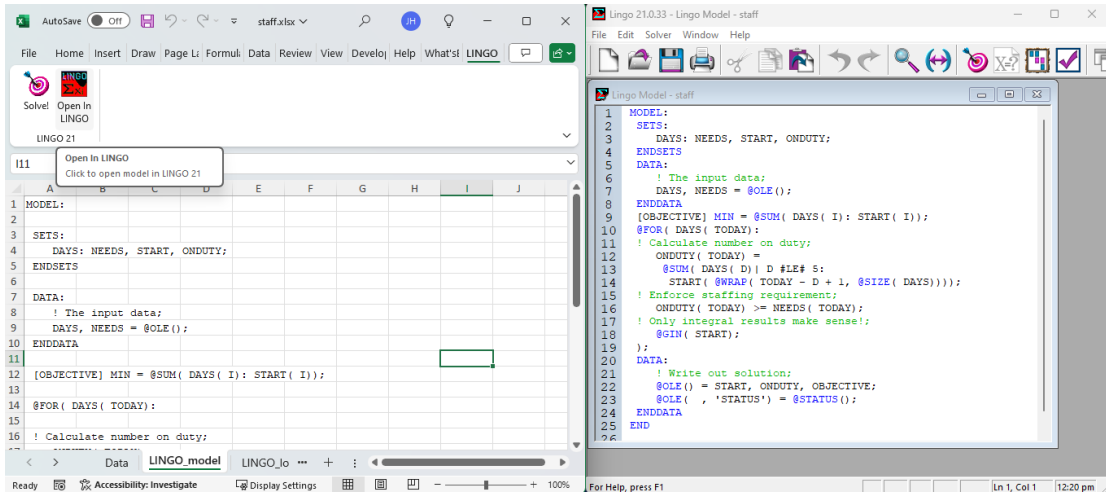 AutoSave Off staff.xlsx JH
File Home Insert Draw Page La Formul Data Review View Develop Help What'sB LINGO
Solve! Open In LINGO
LINGO 21
I11
Open In LINGO
Click to open model in LINGO 21
A B C D E F G H I J
1 MODEL:
2
3 SETS:
4 DAYS: NEEDS, START, ONDUTY;
5 ENDSETS
6
7 DATA:
8 ! The input data;
9 DAYS, NEEDS = @OLE();
10 ENDDATA
11
12 [OBJECTIVE] MIN = @SUM( DAYS( I): START( I));
13
14 @FOR( DAYS( TODAY):
15
16 ! Calculate number on duty;
Data LINGO_model LINGO_lo ...
Ready Accessibility: Investigate Display Settings 100%
Lingo 21.0.33 - Lingo Model - staff
File Edit Solver Window Help
Lingo Model - staff
1 MODEL:
2 SETS:
3 DAYS: NEEDS, START, ONDUTY;
4 ENDSETS
5 DATA:
6 ! The input data;
7 DAYS, NEEDS = @OLE();
8 ENDDATA
9 [OBJECTIVE] MIN = @SUM( DAYS( I): START( I));
10 @FOR( DAYS( TODAY):
11 ! Calculate number on duty;
12 ONDUTY( TODAY) =
13 @SUM( DAYS( D)| D #LE# 5:
14 START( @WRAP( TODAY - D + 1, @SIZE( DAYS))));
15 ! Enforce staffing requirement;
16 ONDUTY( TODAY) >= NEEDS( TODAY);
17 ! Only integral results make sense!;
18 @GIN( START);
19 );
20 DATA:
21 ! Write out solution;
22 @OLE() = START, ONDUTY, OBJECTIVE;
23 @OLE( , 'STATUS') = @STATUS();
24 ENDDATA
25 END
26
For Help, press F1 Ln 1, Col 1 12:20 pm